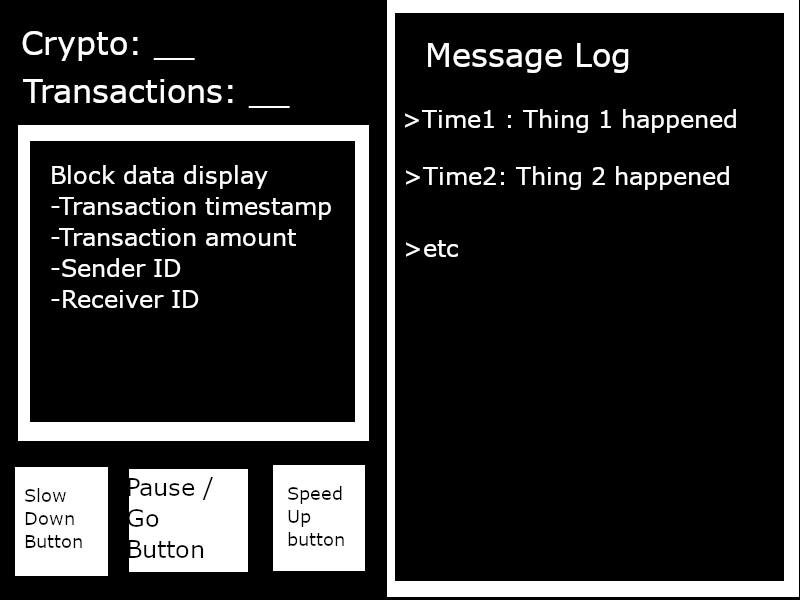 Crypto: __
Transactions: __
Block data display
-Transaction timestamp
-Transaction amount
-Sender ID
-Receiver ID
Slow
Down
Button
Pause /
Go
Button
Speed
Up
button
Message Log
>Time1 : Thing 1 happened
>Time2: Thing 2 happened
>etc